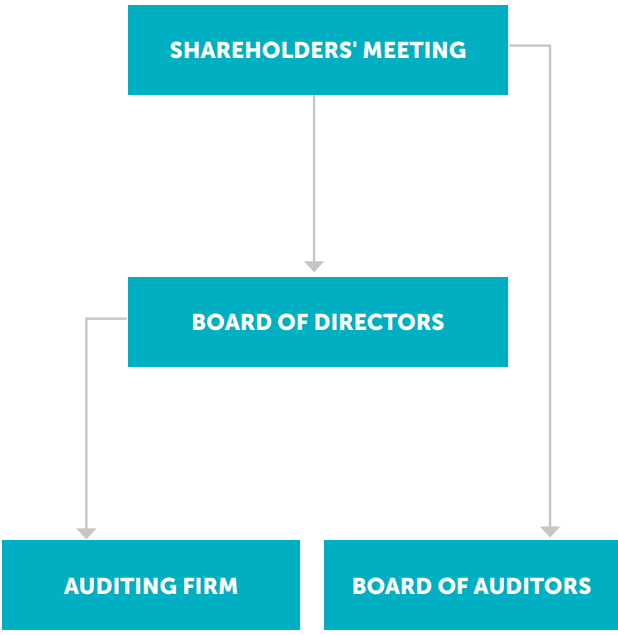 SHAREHOLDERS' MEETING
BOARD OF DIRECTORS
AUDITING FIRM
BOARD OF AUDITORS